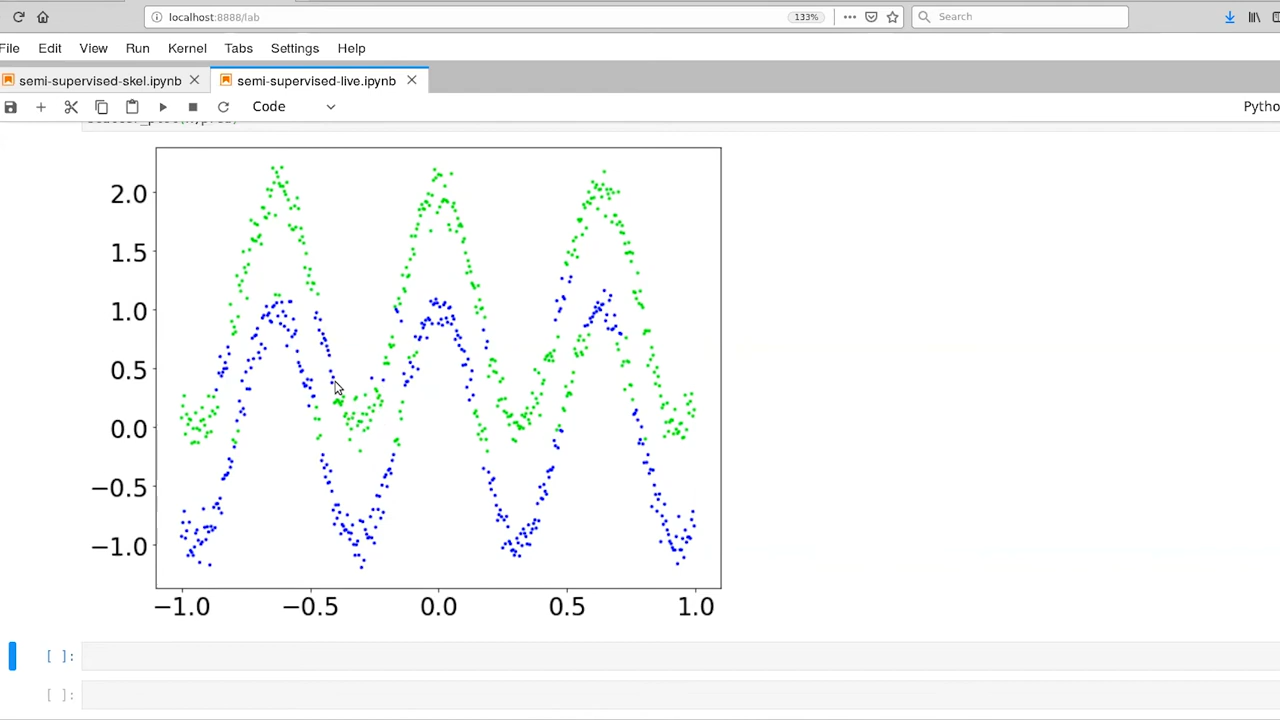 localhost:8888/lab
133%
Search
File Edit View Run Kernel Tabs Settings Help
semi-supervised-skel.ipynb
semi-supervised-live.ipynb
Code
2.0
1.5
1.0
0.5
0.0
−0.5
−1.0
−1.0 −0.5 0.0 0.5 1.0
[ ]:
[ ]: